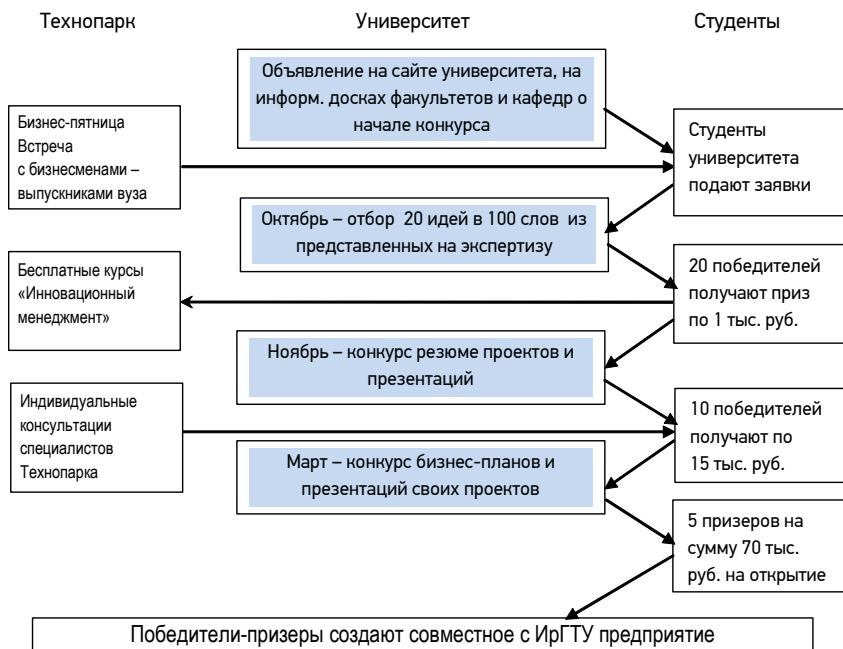 Технопарк
Университет
Студенты
Объявление на сайте университета, на
информ. досках факультетов и кафедр о
начале конкурса
Бизнес-пятница
Встреча
с бизнесменами –
выпускниками вуза
Студенты
университета
подают заявки
Октябрь – отбор 20 идей в 100 слов из
представленных на экспертизу
Бесплатные курсы
«Инновационный
менеджмент»
20 победителей
получают приз
по 1 тыс. руб.
Ноябрь – конкурс резюме проектов и
презентаций
Индивидуальные
консультации
специалистов
Технопарка
10 победителей
получают по
15 тыс. руб.
Март – конкурс бизнес-планов и
презентаций своих проектов
5 призеров на
сумму 70 тыс.
руб. на открытие
Победители-призеры создают совместное с ИрГТУ предприятие